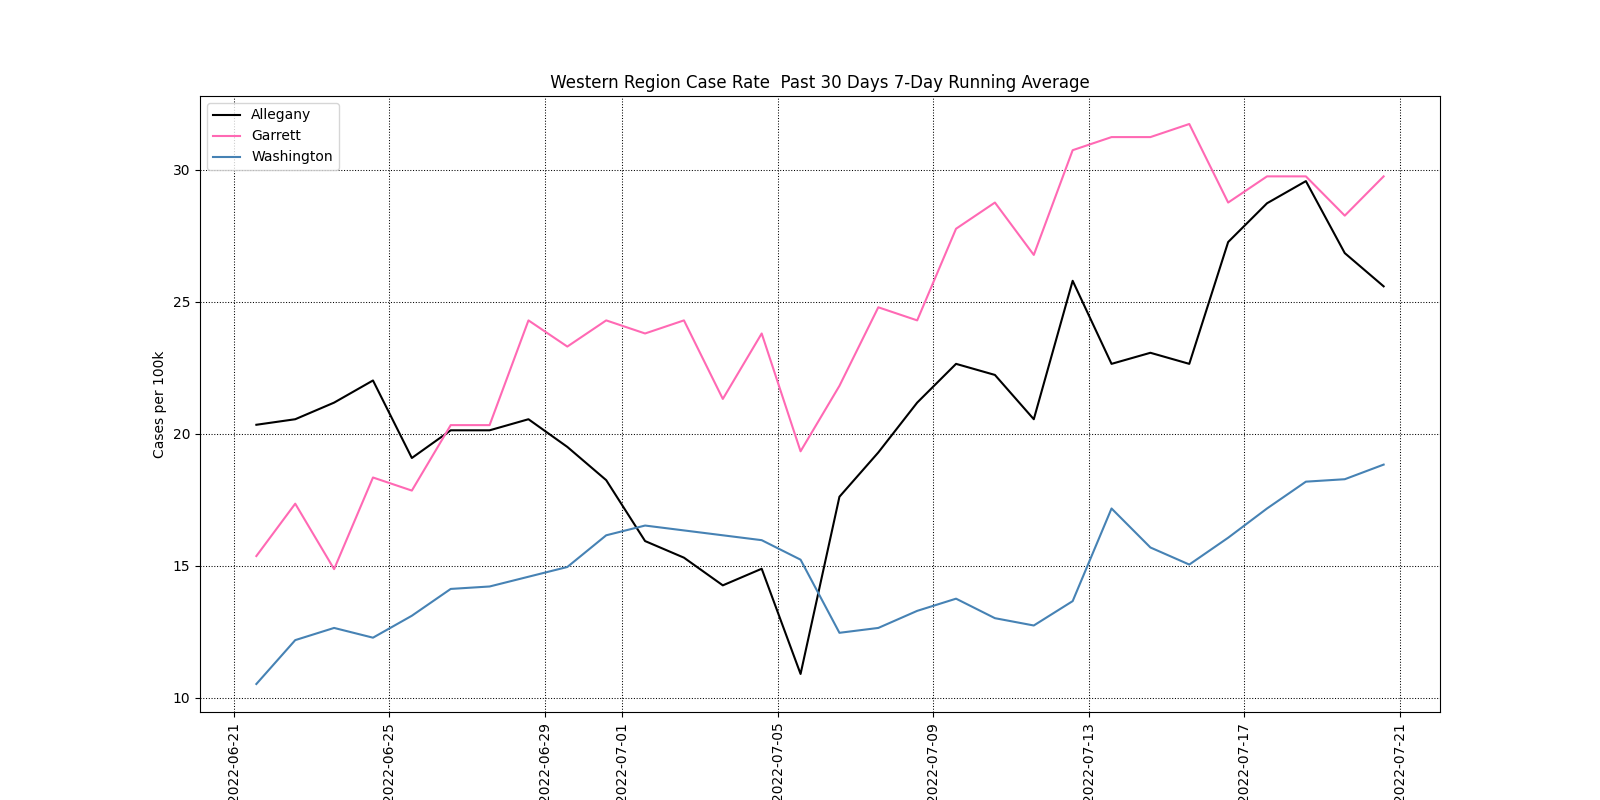 Western Region Case Rate  Past 30 Days 7-Day Running Average
Allegany
Garrett
Washington
Cases per 100k
30
25
20
15
10
2022-06-21
2022-06-25
2022-06-29
2022-07-01
2022-07-05
2022-07-09
2022-07-13
2022-07-17
2022-07-21